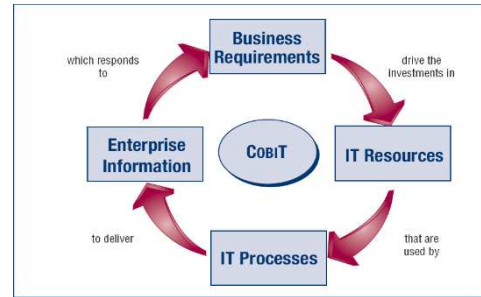 Business
Requirements
which responds
to
drive the
investments in
Enterprise
Information
COBIT
IT Resources
to deliver
that are
used by
IT Processes